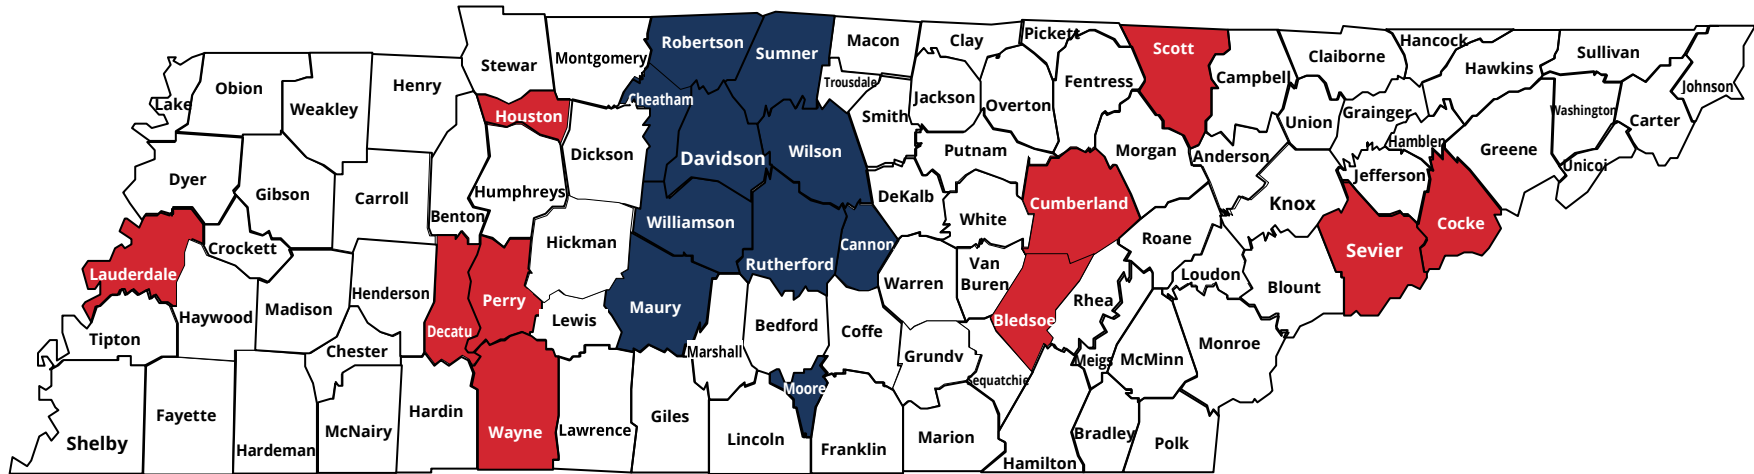 Robertson
Sumner
Macon
Clay
Pickett
Scott
Claiborne
Hancock
Sullivan
Hawkins
Johnson
Stewar
Montgomery
Trousdale
Fentress
Campbell
Lake
Obion
Weakley
Henry
Houston
Cheatham
Smith
Jackson
Overton
Union
Grainger
Washington
Carter
Hamblen
Greene
Unicoi
Dickson
Davidson
Wilson
Putnam
Morgan
Anderson
Jefferson
Dyer
Gibson
Carroll
Benton
Humphreys
Williamson
DeKalb
White
Cumberland
Knox
Cocke
Sevier
Crockett
Hickman
Cannon
Rutherford
Roane
Loudon
Blount
Lauderdale
Haywood
Madison
Henderson
Decatu
Perry
Lewis
Maury
Bedford
Coffe
Warren
Van
Buren
Bledsoe
Rhea
Tipton
Chester
Marshall
Moore
Grundv
Sequatchie
Meigs
McMinn
Monroe
Shelby
Fayette
Hardeman
McNairy
Hardin
Wayne
Lawrence
Giles
Lincoln
Franklin
Marion
Hamilton
Bradley
Polk